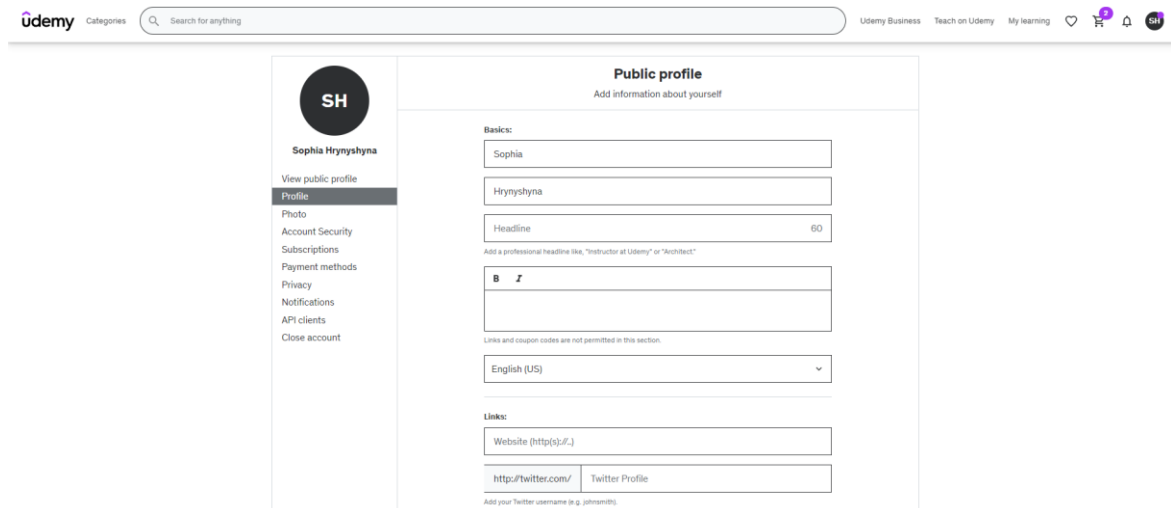 ûdemy Categories Search for anything Udemy Business Teach on Udemy My learning 2 SH
SH
Sophia Hrynyshyna
View public profile
Profile
Photo
Account Security
Subscriptions
Payment methods
Privacy
Notifications
API clients
Close account
Public profile
Add information about yourself
Basics:
Sophia
Hrynyshyna
Headline 60
Add a professional headline like, "Instructor at Udemy" or "Architect."
B I
Links and coupon codes are not permitted in this section.
English (US)
Links:
Website (http(s)://..)
http://twitter.com/ Twitter Profile
Add your Twitter username (e.g. johnsmith).